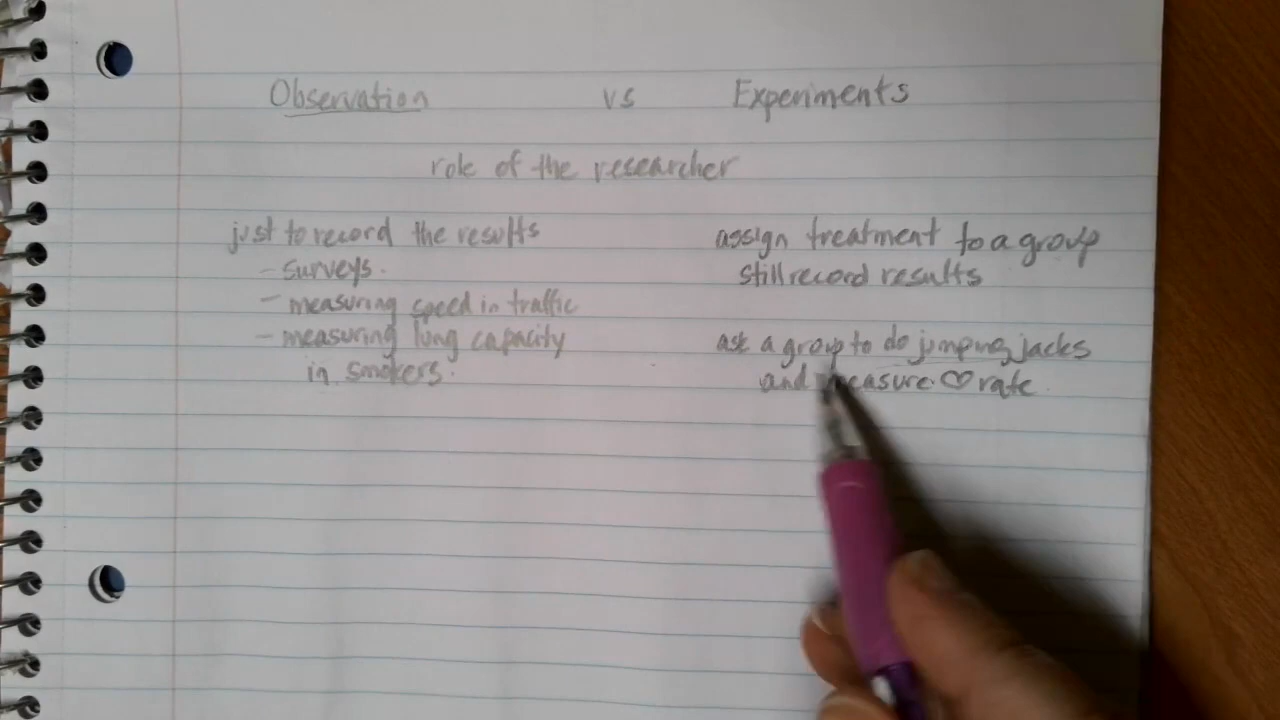 Observation vs Experiments
role of the researcher
just to record the results
- surveys.
- measuring speed in traffic
- measuring lung capacity
in smokers.
assign treatment to a group
still record results
ask a group to do jumping jacks
and measure ♡ rate